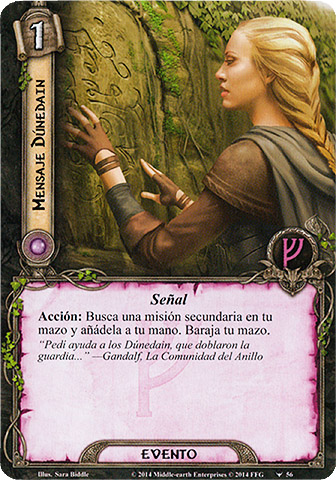 1
MENSAJE DÚNEDAIN
Señal
Acción: Busca una misión secundaria en tu
mazo y añádela a tu mano. Baraja tu mazo.
“Pedí ayuda a los Dúnedain, que doblaron la
guardia...” —Gandalf, La Comunidad del Anillo
EVENTO
Illus. Sara Biddle
© 2014 Middle-earth Enterprises © 2014 FFG
56